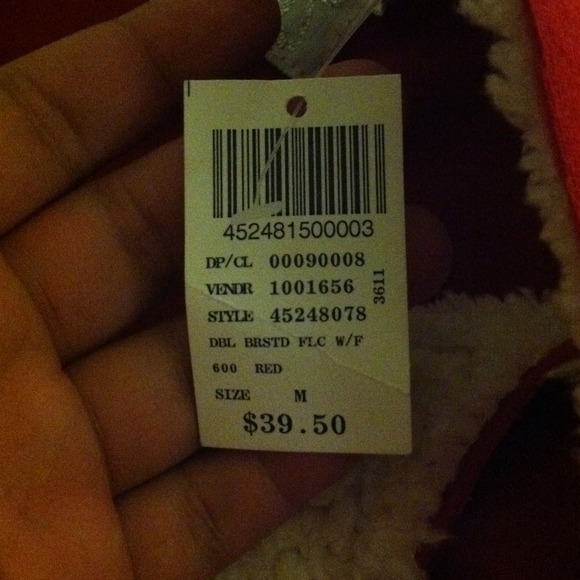 452481500003
DP/CL 00090008
VENDR 1001656
3611
STYLE 45248078
DBL BRSTD FLC W/F
600 RED
SIZE M
$39.50